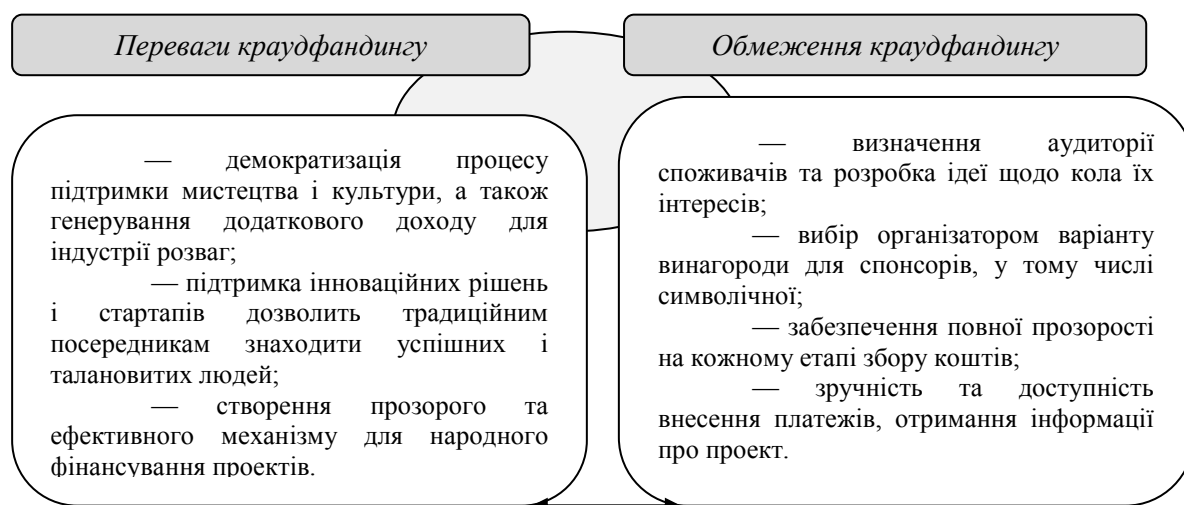 Переваги краудфандингу
Обмеження краудфандингу
— демократизація процесу
підтримки мистецтва і культури, а також
генерування додаткового доходу для
індустрії розваг;
— підтримка інноваційних рішень
і стартапів дозволить традиційним
посередникам знаходити успішних і
талановитих людей;
— створення прозорого та
ефективного механізму для народного
фінансування проектів.
— визначення аудиторії
споживачів та розробка ідеї щодо кола їх
інтересів;
— вибір організатором варіанту
винагороди для спонсорів, у тому числі
символічної;
— забезпечення повної прозорості
на кожному етапі збору коштів;
— зручність та доступність
внесення платежів, отримання інформації
про проект.